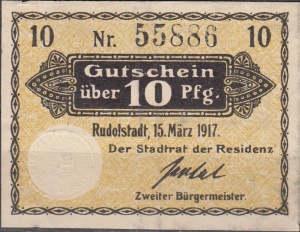 10 Nr. 55886 10
Gutschein
über 10 Pfg.
Rudolstadt, 15. März 1917.
Der Stadtrat der Residenz
Zweiter Bürgermeister.